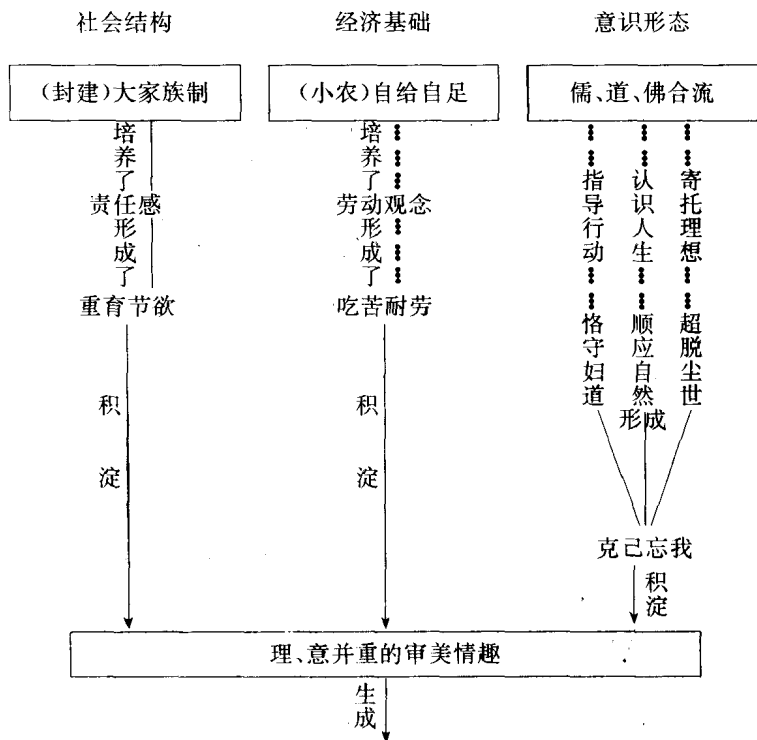 社会结构
经济基础
意识形态
(封建)大家族制
(小农)自给自足
儒、道、佛合流
培养了
责任感
形成了
重育节欲
积淀
培养了
劳动观念
形成了
吃苦耐劳
积淀
指导行动
恪守妇道
认识人生
顺应自然
寄托理想
超脱尘世
形成
克己忘我
积淀
理、意并重的审美情趣
生成